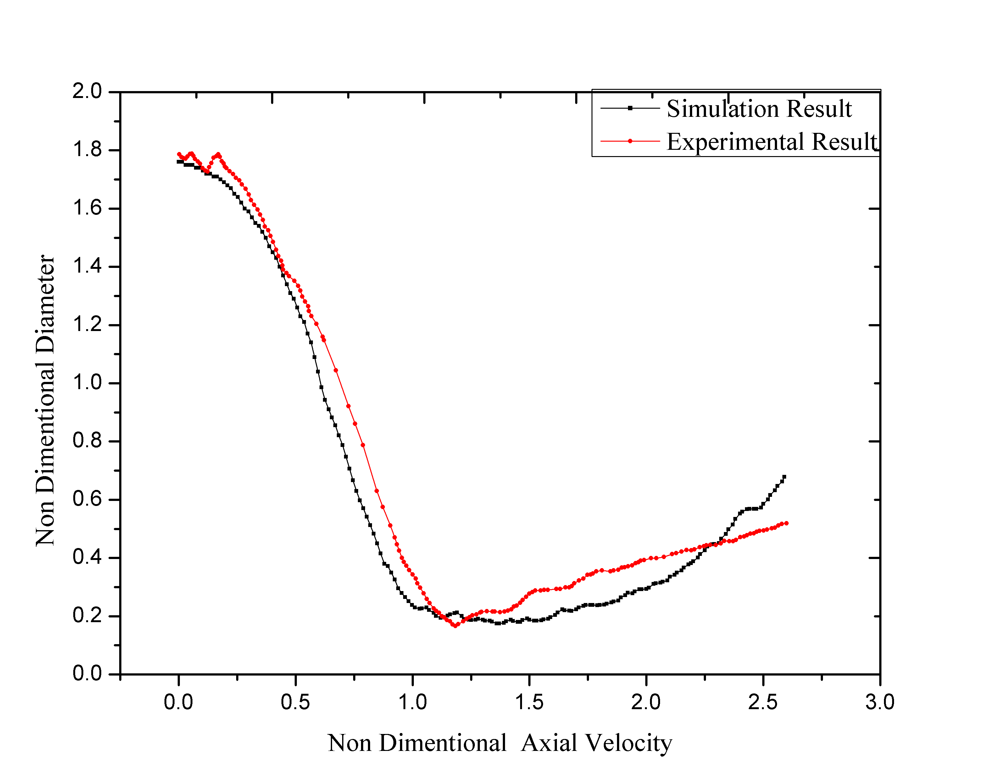 Simulation Result
Experimental Result
2.0
1.8
1.6
1.4
1.2
1.0
0.8
0.6
0.4
0.2
0.0
Non Dimentional Diameter
0.0 0.5 1.0 1.5 2.0 2.5 3.0
Non Dimentional Axial Velocity